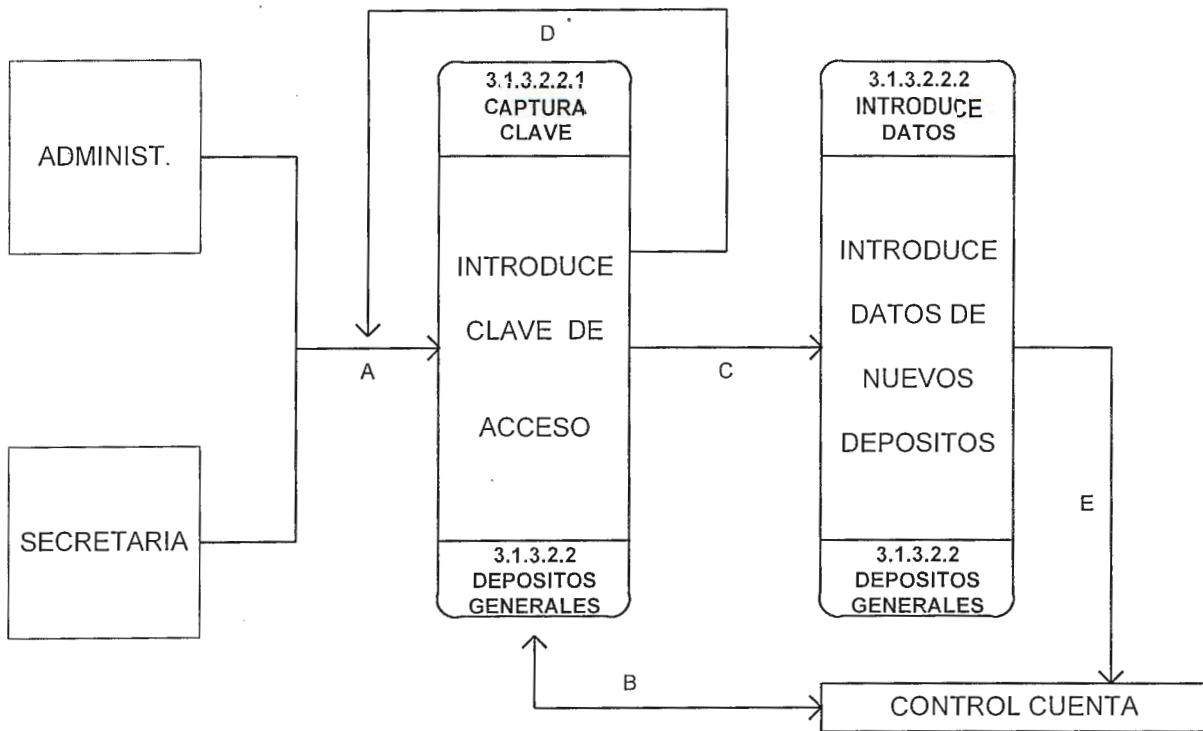 D
3.1.3.2.2.1
CAPTURA
CLAVE
3.1.3.2.2.2
INTRODUCE
DATOS
ADMINIST.
INTRODUCE
CLAVE DE
ACCESO
INTRODUCE
DATOS DE
NUEVOS
DEPOSITOS
A
C
E
SECRETARIA
3.1.3.2.2
DEPOSITOS
GENERALES
3.1.3.2.2
DEPOSITOS
GENERALES
B
CONTROL CUENTA